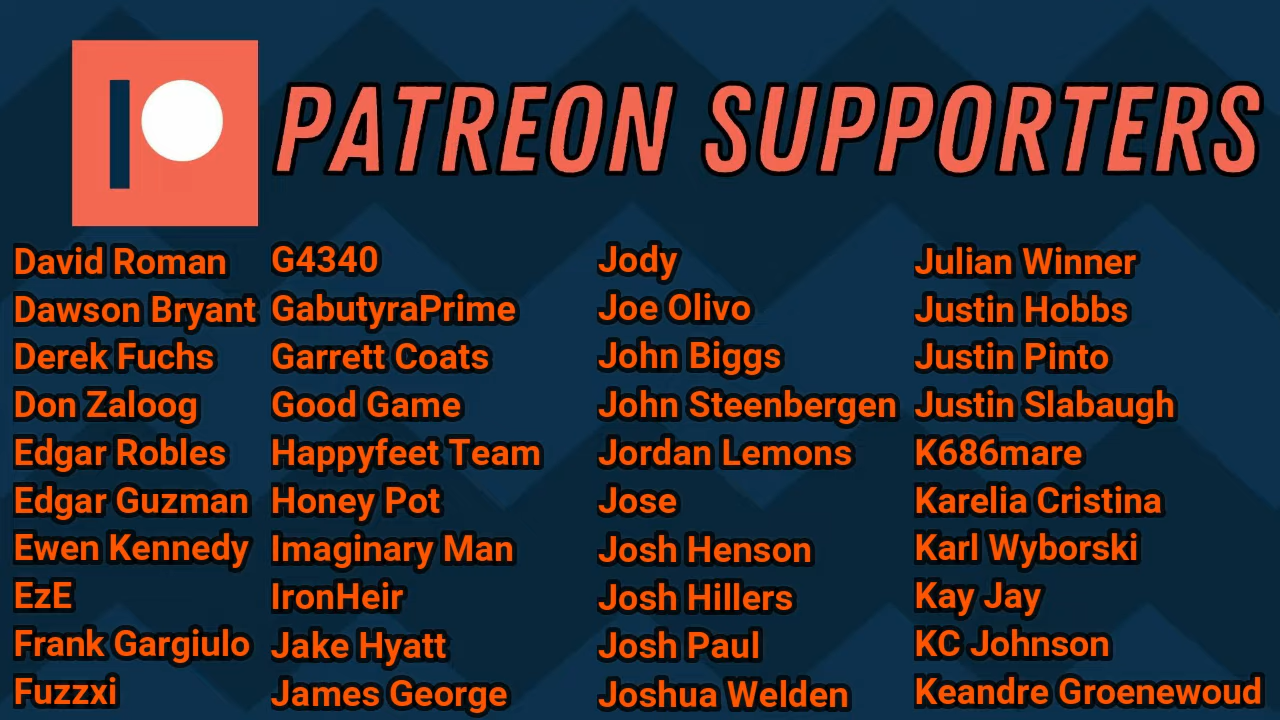 PATREON SUPPORTERS
David Roman
Dawson Bryant
Derek Fuchs
Don Zaloog
Edgar Robles
Edgar Guzman
Ewen Kennedy
EzE
Frank Gargiulo
Fuzzxi
G4340
GabutyraPrime
Garrett Coats
Good Game
Happyfeet Team
Honey Pot
Imaginary Man
IronHeir
Jake Hyatt
James George
Jody
Joe Olivo
John Biggs
John Steenbergen
Jordan Lemons
Jose
Josh Henson
Josh Hillers
Josh Paul
Joshua Welden
Julian Winner
Justin Hobbs
Justin Pinto
Justin Slabaugh
K686mare
Karelia Cristina
Karl Wyborski
Kay Jay
KC Johnson
Keandre Groenewoud